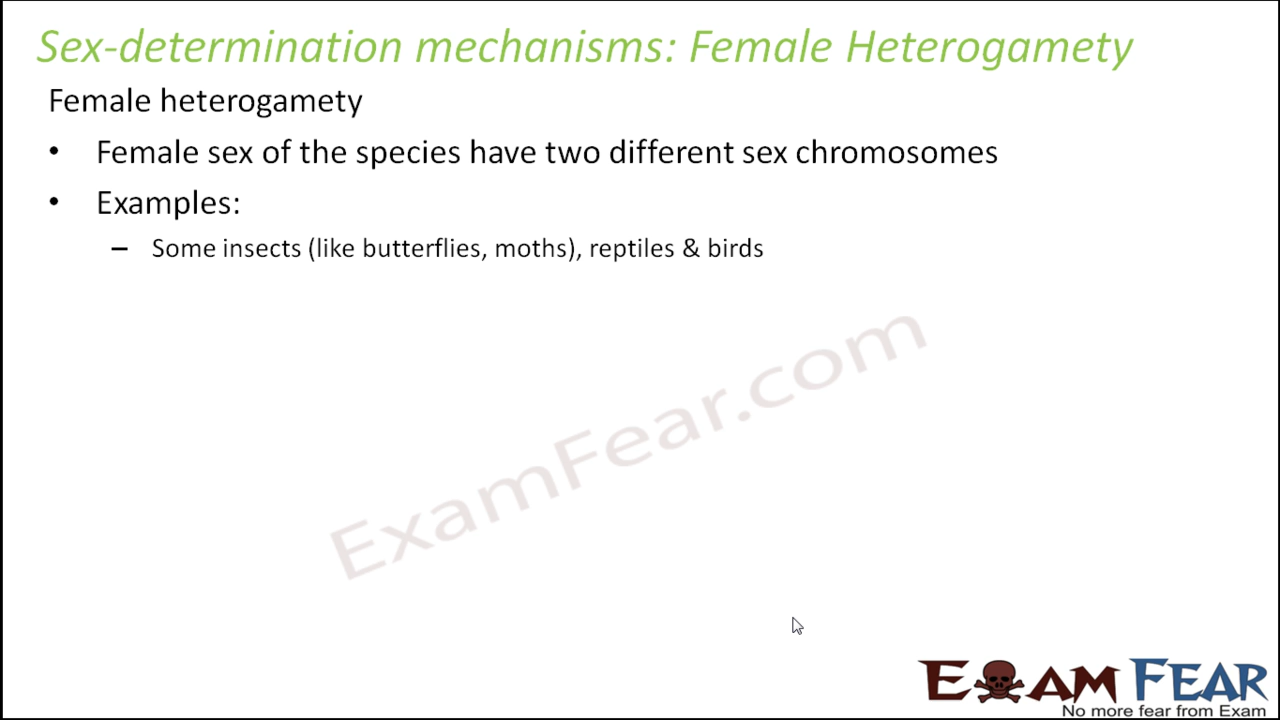 Sex-determination mechanisms: Female Heterogamety
Female heterogamety
• Female sex of the species have two different sex chromosomes
• Examples:
– Some insects (like butterflies, moths), reptiles & birds
ExamFear.com
EXAM FEAR
No more fear from Exam